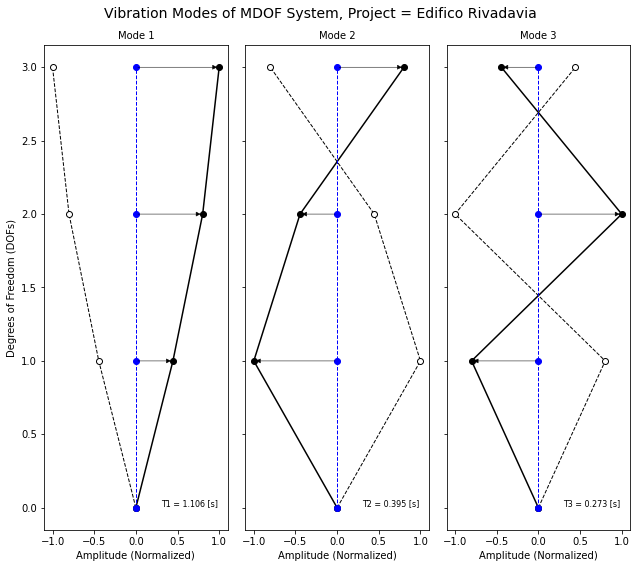 Vibration Modes of MDOF System, Project = Edifico Rivadavia
Mode 1
Mode 2
Mode 3
Degrees of Freedom (DOFs)
3.0
2.5
2.0
1.5
1.0
0.5
0.0
T1 = 1.106 [s]
T2 = 0.395 [s]
T3 = 0.273 [s]
−1.0 −0.5 0.0 0.5 1.0
−1.0 −0.5 0.0 0.5 1.0
−1.0 −0.5 0.0 0.5 1.0
Amplitude (Normalized)
Amplitude (Normalized)
Amplitude (Normalized)